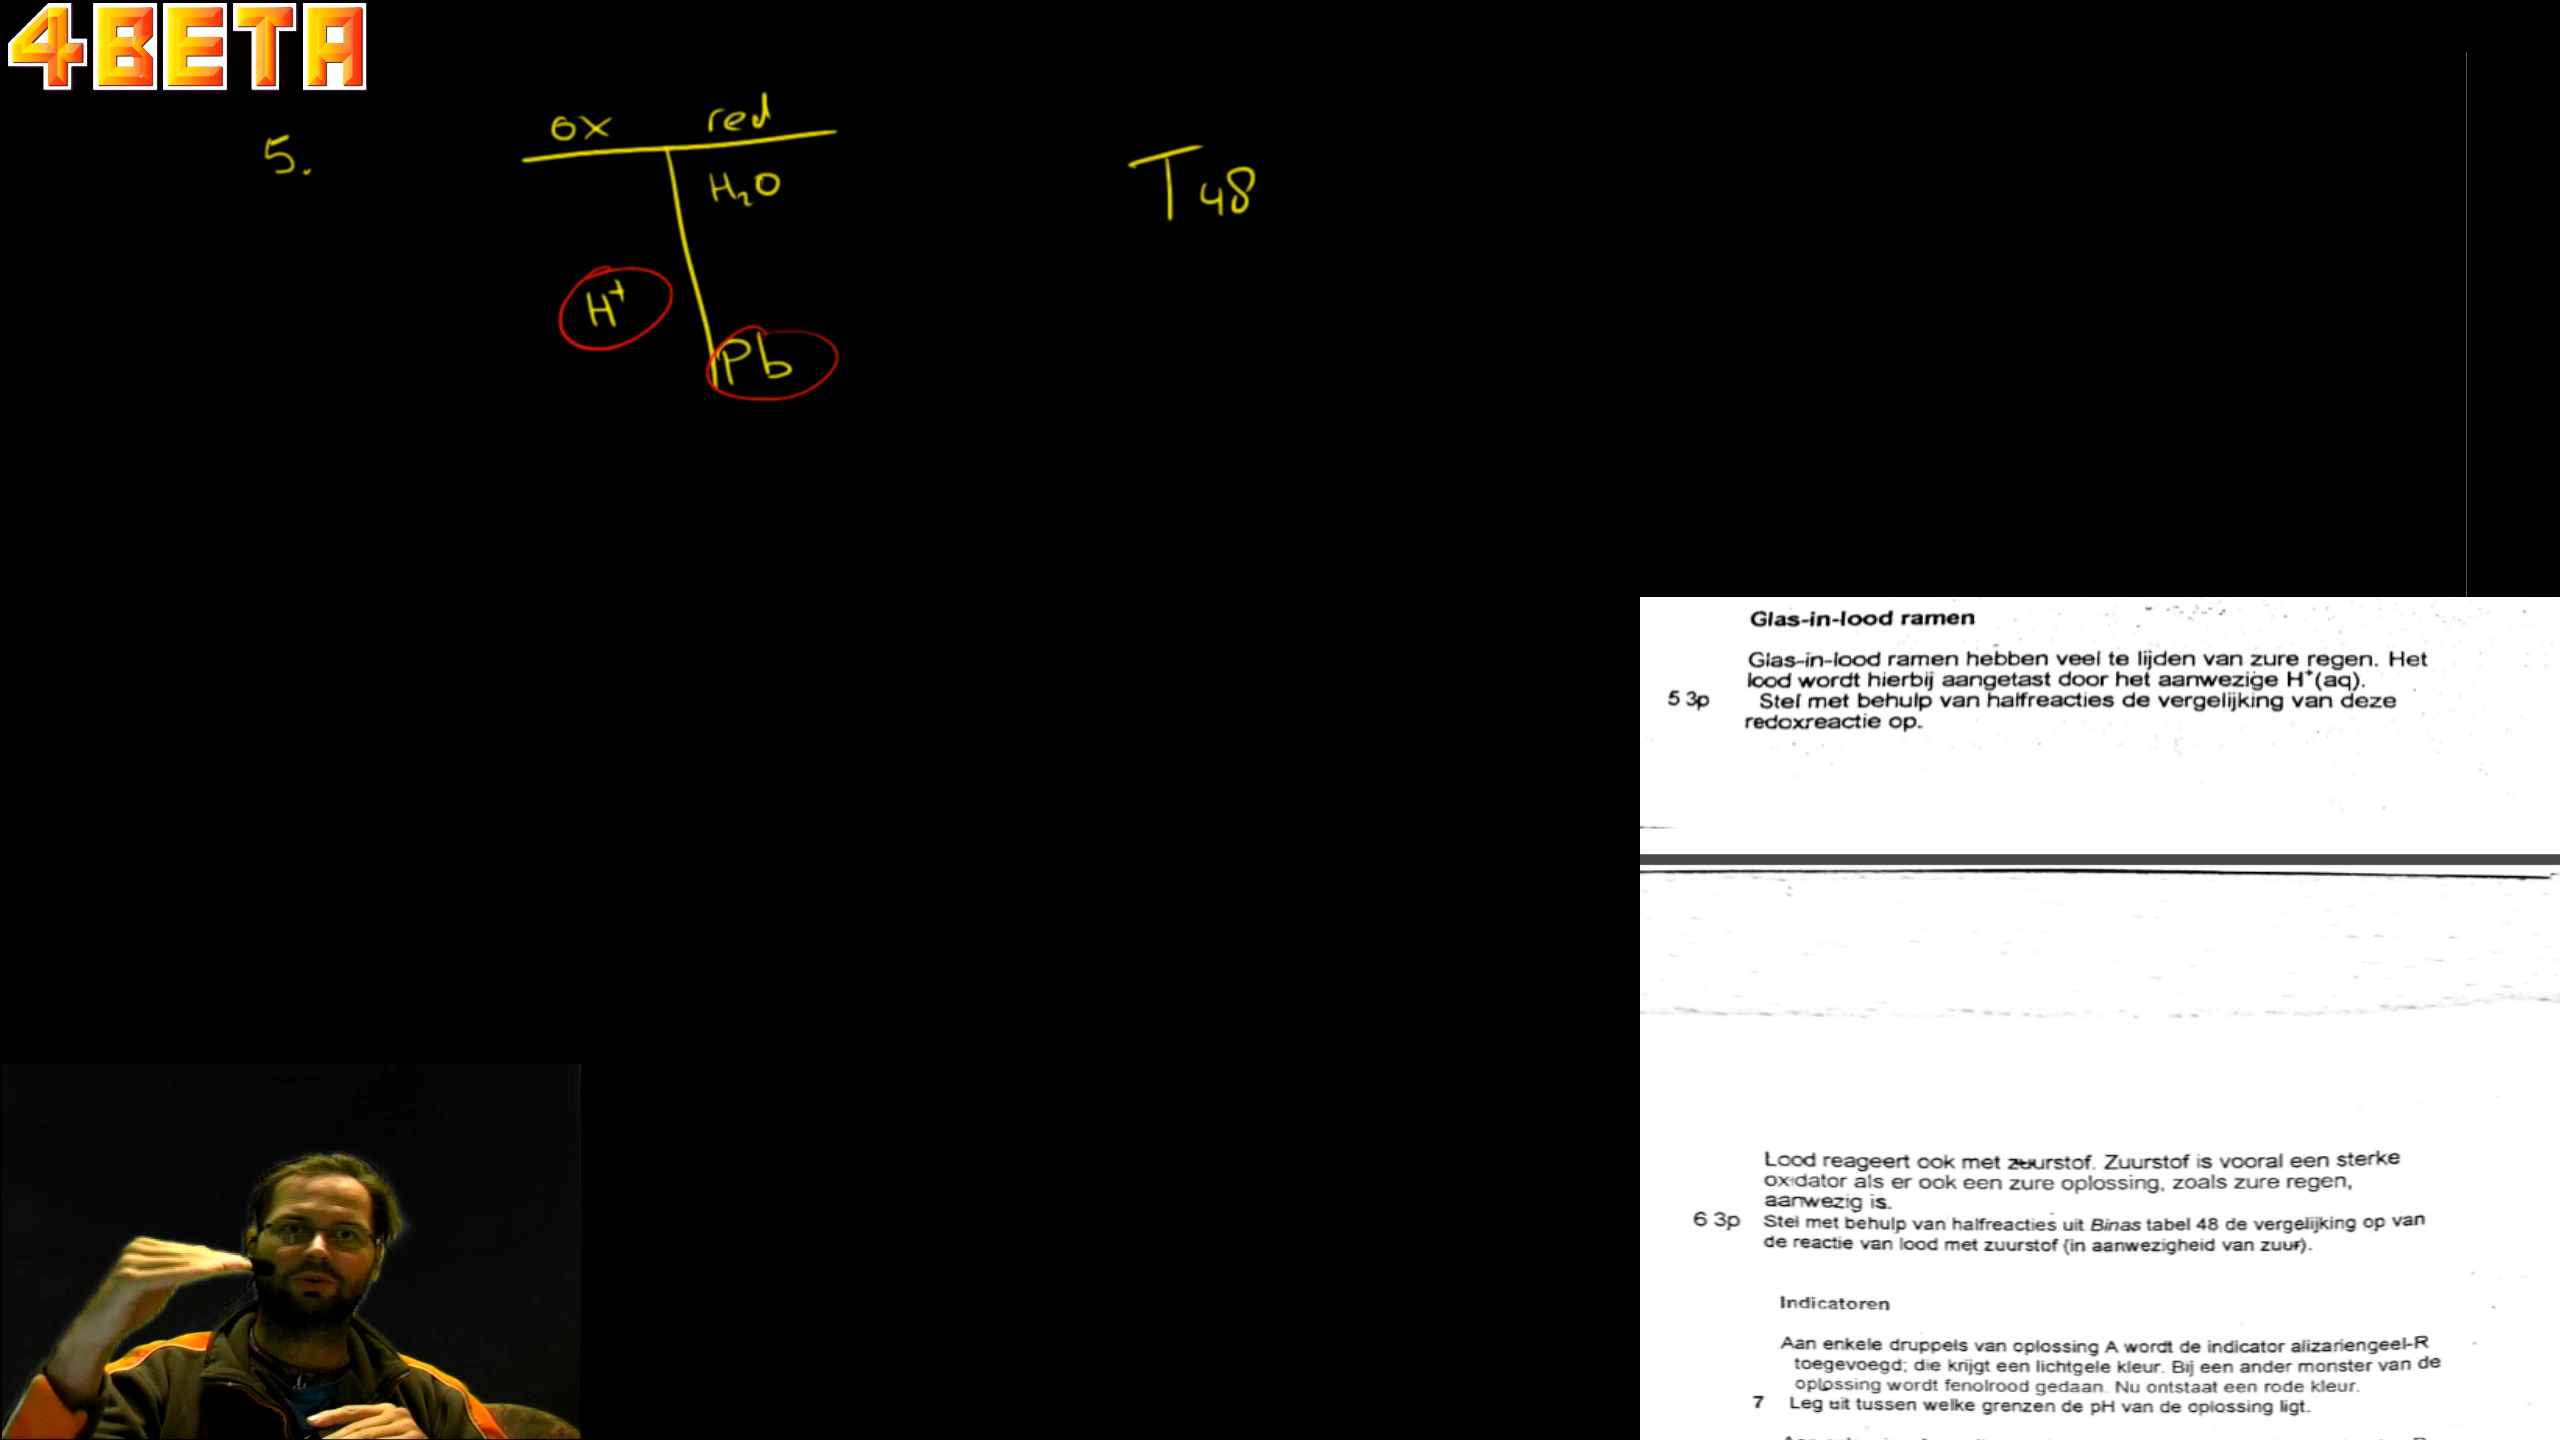 4BETA
5.
ox red
H₂O
T48
H⁺
Pb
Glas-in-lood ramen
Glas-in-lood ramen hebben veel te lijden van zure regen. Het
lood wordt hierbij aangetast door het aanwezige H⁺(aq).
5 3p Stel met behulp van halfreacties de vergelijking van deze
redoxreactie op.
Lood reageert ook met zuurstof. Zuurstof is vooral een sterke
oxidator als er ook een zure oplossing, zoals zure regen,
aanwezig is.
6 3p Stel met behulp van halfreacties uit Binas tabel 48 de vergelijking op van
de reactie van lood met zuurstof (in aanwezigheid van zuur).
Indicatoren
Aan enkele druppels van oplossing A wordt de indicator alizariengeel-R
toegevoegd; die krijgt een lichtgele kleur. Bij een ander monster van de
oplossing wordt fenolrood gedaan. Nu ontstaat een rode kleur.
7 Leg uit tussen welke grenzen de pH van de oplossing ligt.